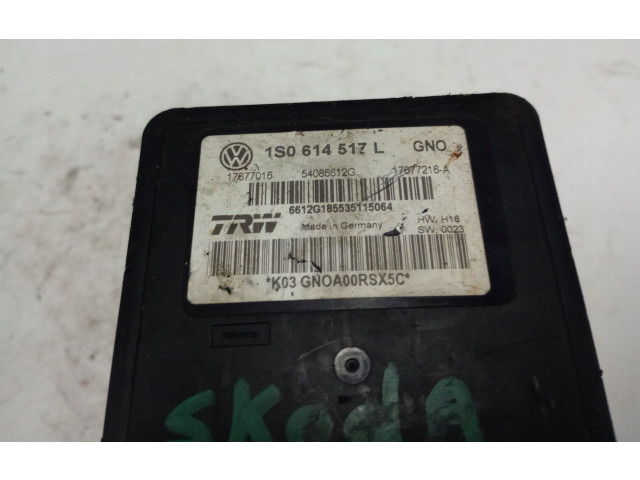 1S0 614 517 L GNO
17677016 54086612G 17677216-A
6612G185535115064
TRW Made in Germany HW. H16
SW. 0023
*K03 GNOA00RSX5C*
SKodA